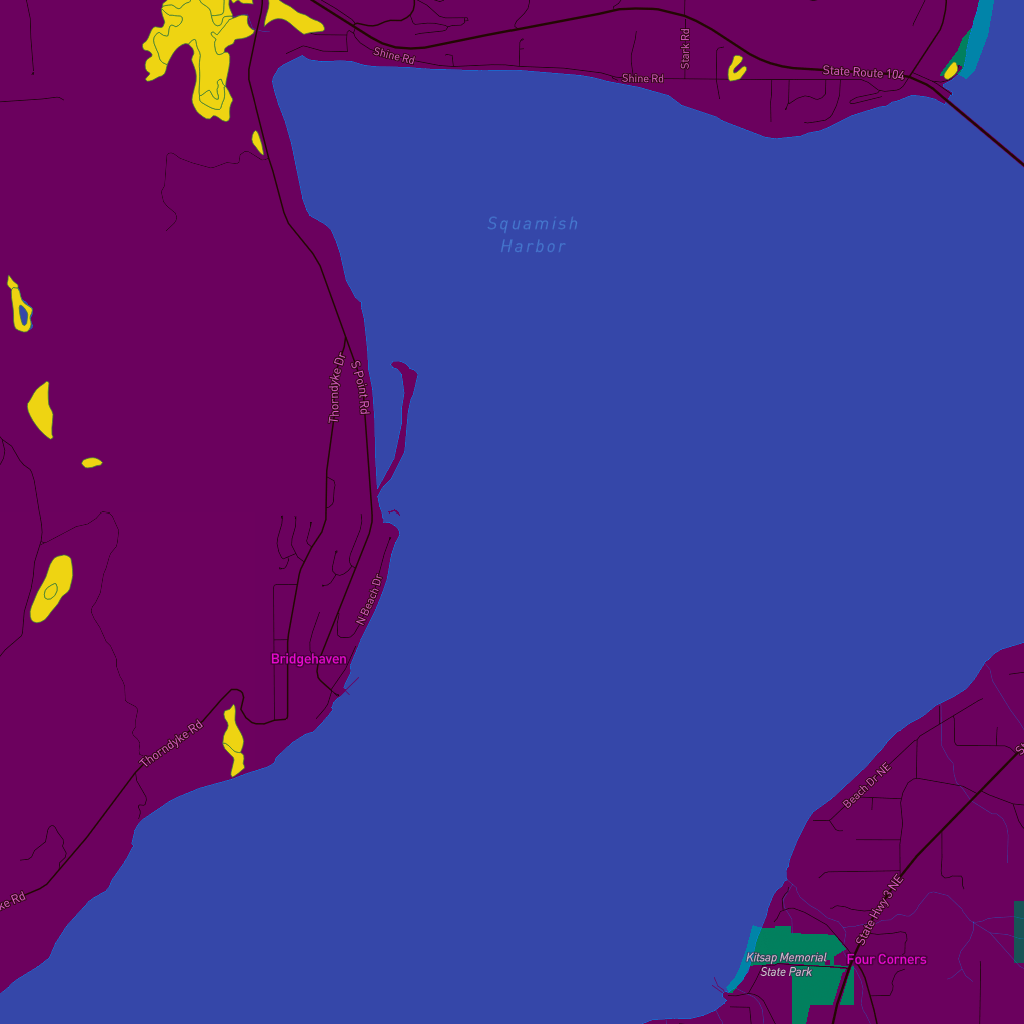 Shine Rd
Stark Rd
Shine Rd
State Route 104
Squamish
Harbor
Thorndyke Dr
S Point Rd
N Beach Dr
Bridgehaven
Thorndyke Rd
Beach Dr NE
ke Rd
State Hwy 3 NE
Kitsap Memorial
State Park
Four Corners